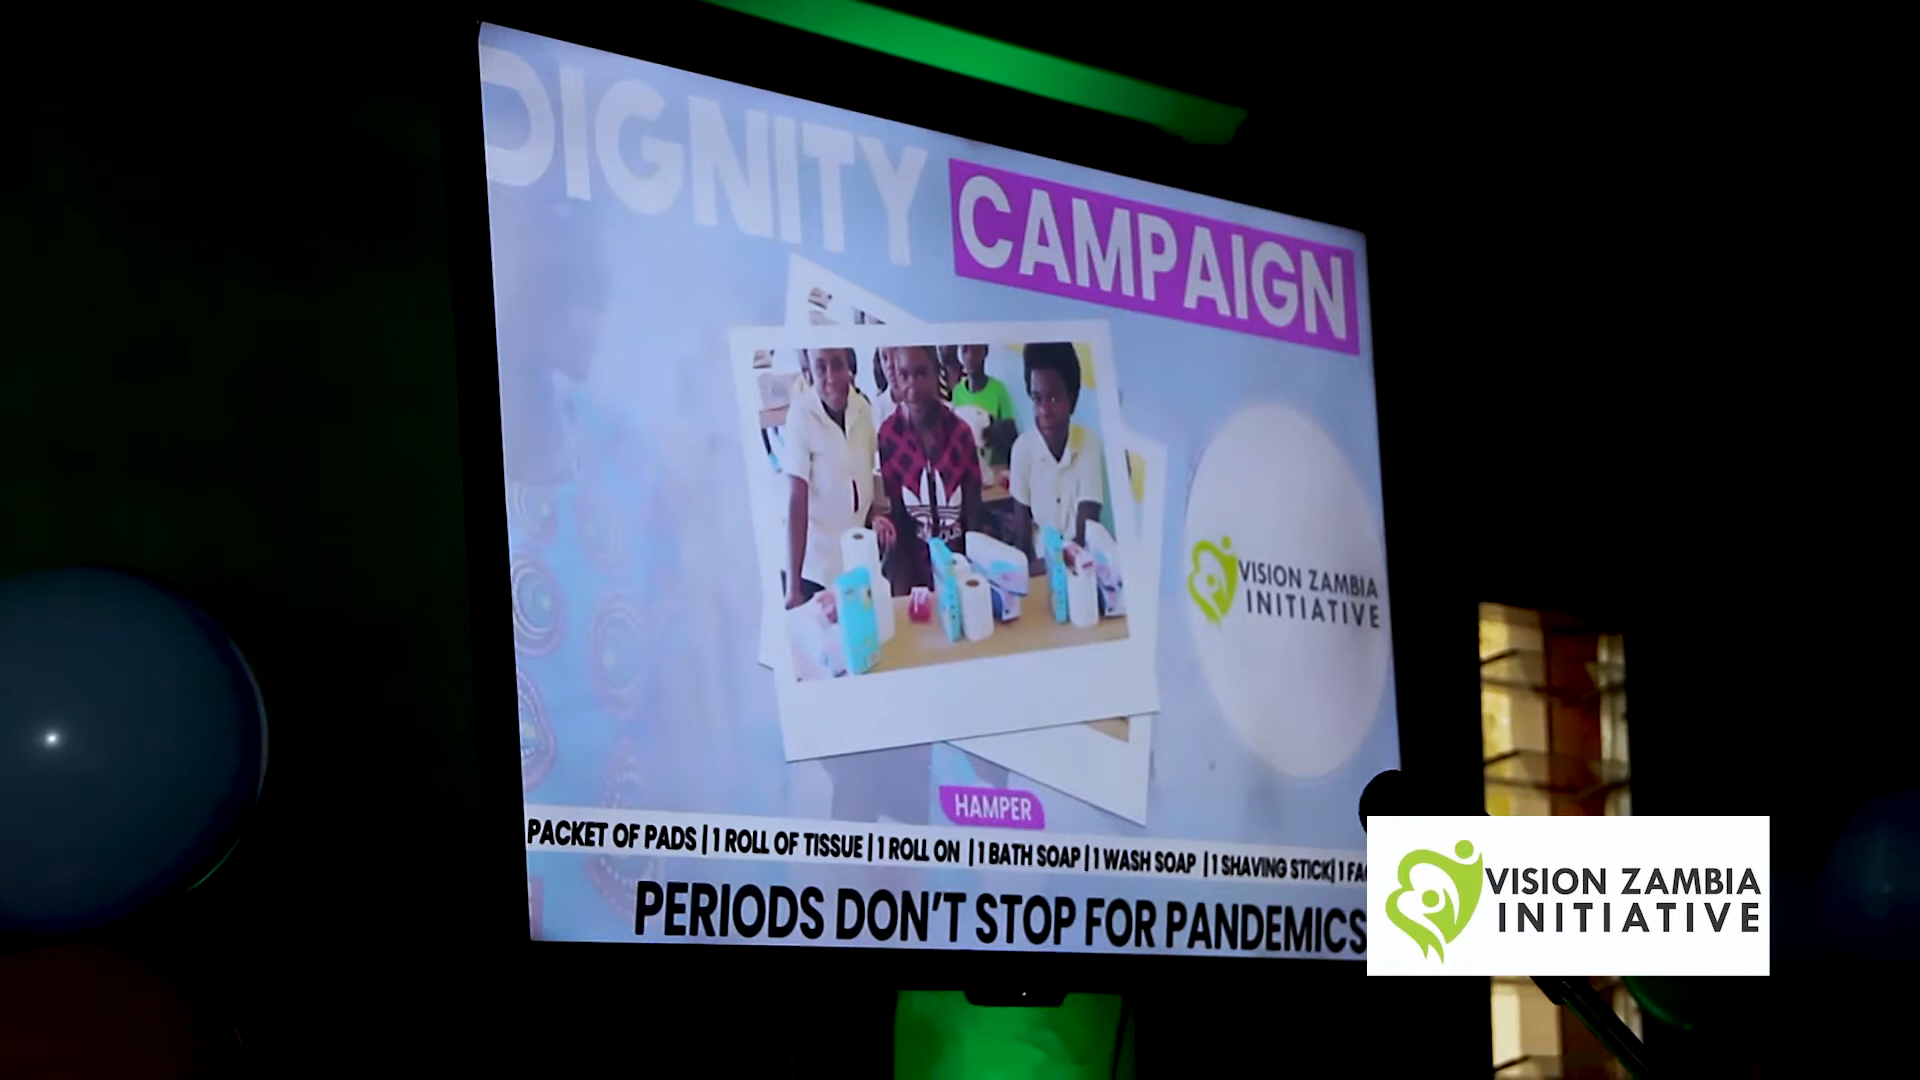 DIGNITY CAMPAIGN
VISION ZAMBIA
INITIATIVE
HAMPER
PACKET OF PADS | 1 ROLL OF TISSUE | 1 ROLL ON | 1 BATH SOAP | 1 WASH SOAP | 1 SHAVING STICK | 1
PERIODS DON'T STOP FOR PANDEMICS
VISION ZAMBIA
INITIATIVE